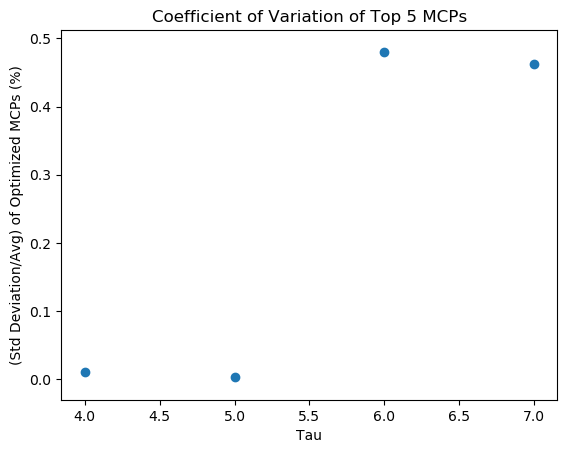 Coefficient of Variation of Top 5 MCPs
(Std Deviation/Avg) of Optimized MCPs (%)
0.5
0.4
0.3
0.2
0.1
0.0
4.0 4.5 5.0 5.5 6.0 6.5 7.0
Tau